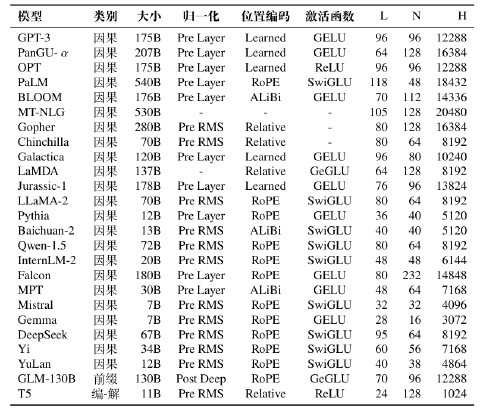 模型 类别 大小 归一化 位置编码 激活函数 L N H
GPT-3 因果 175B Pre Layer Learned GELU 96 96 12288
PanGU- α 因果 207B Pre Layer Learned GELU 64 128 16384
OPT 因果 175B Pre Layer Learned ReLU 96 96 12288
PaLM 因果 540B Pre Layer RoPE SwiGLU 118 48 18432
BLOOM 因果 176B Pre Layer ALiBi GELU 70 112 14336
MT-NLG 因果 530B - - - 105 128 20480
Gopher 因果 280B Pre RMS Relative - 80 128 16384
Chinchilla 因果 70B Pre RMS Relative - 80 64 8192
Galactica 因果 120B Pre Layer Learned GELU 96 80 10240
LaMDA 因果 137B - Relative GeGLU 64 128 8192
Jurassic-1 因果 178B Pre Layer Learned GELU 76 96 13824
LLaMA-2 因果 70B Pre RMS RoPE SwiGLU 80 64 8192
Pythia 因果 12B Pre Layer RoPE GELU 36 40 5120
Baichuan-2 因果 13B Pre RMS ALiBi SwiGLU 40 40 5120
Qwen-1.5 因果 72B Pre RMS RoPE SwiGLU 80 64 8192
InternLM-2 因果 20B Pre RMS RoPE SwiGLU 48 48 6144
Falcon 因果 180B Pre Layer RoPE GELU 80 232 14848
MPT 因果 30B Pre Layer ALiBi GELU 48 64 7168
Mistral 因果 7B Pre RMS RoPE SwiGLU 32 32 4096
Gemma 因果 7B Pre RMS RoPE GELU 28 16 3072
DeepSeek 因果 67B Pre RMS RoPE SwiGLU 95 64 8192
Yi 因果 34B Pre RMS RoPE SwiGLU 60 56 7168
YuLan 因果 12B Pre RMS RoPE SwiGLU 40 38 4864
GLM-130B 前缀 130B Post Deep RoPE GeGLU 70 96 12288
T5 编-解 11B Pre RMS Relative ReLU 24 128 1024